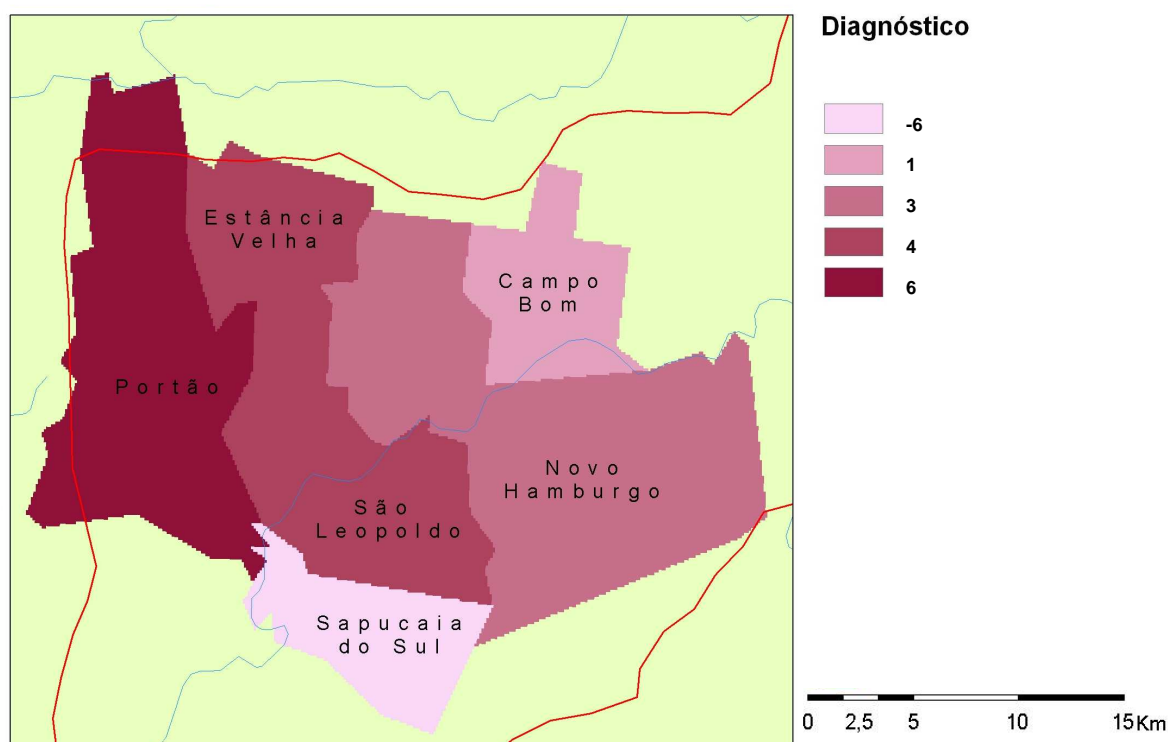 Diagnóstico
-6
1
3
4
6
Estância
Velha
Campo
Bom
Portão
Novo
Hamburgo
São
Leopoldo
Sapucaia
do Sul
0 2,5 5 10 15 Km